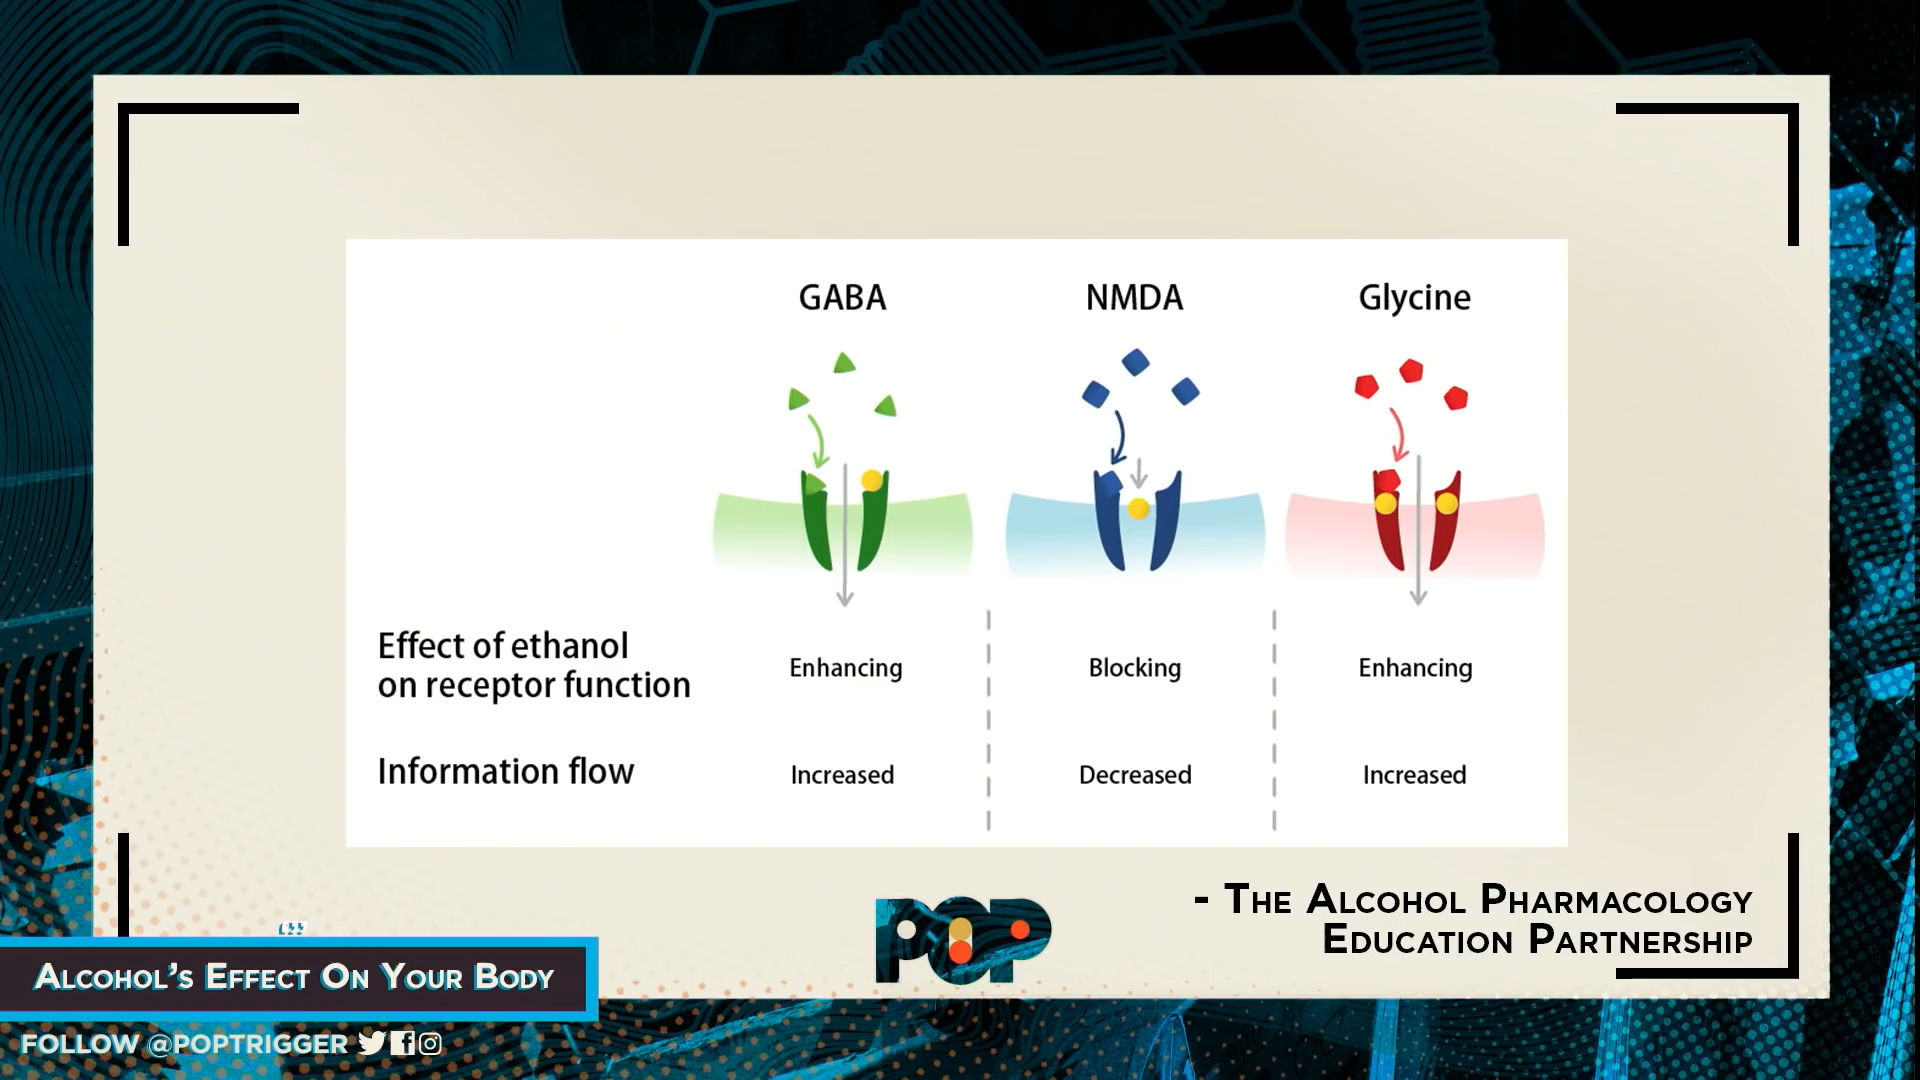 GABA NMDA Glycine
Effect of ethanol
on receptor function
Enhancing Blocking Enhancing
Information flow Increased Decreased Increased
- The Alcohol Pharmacology
Education Partnership
POP
Alcohol's Effect On Your Body
FOLLOW @POPTRIGGER